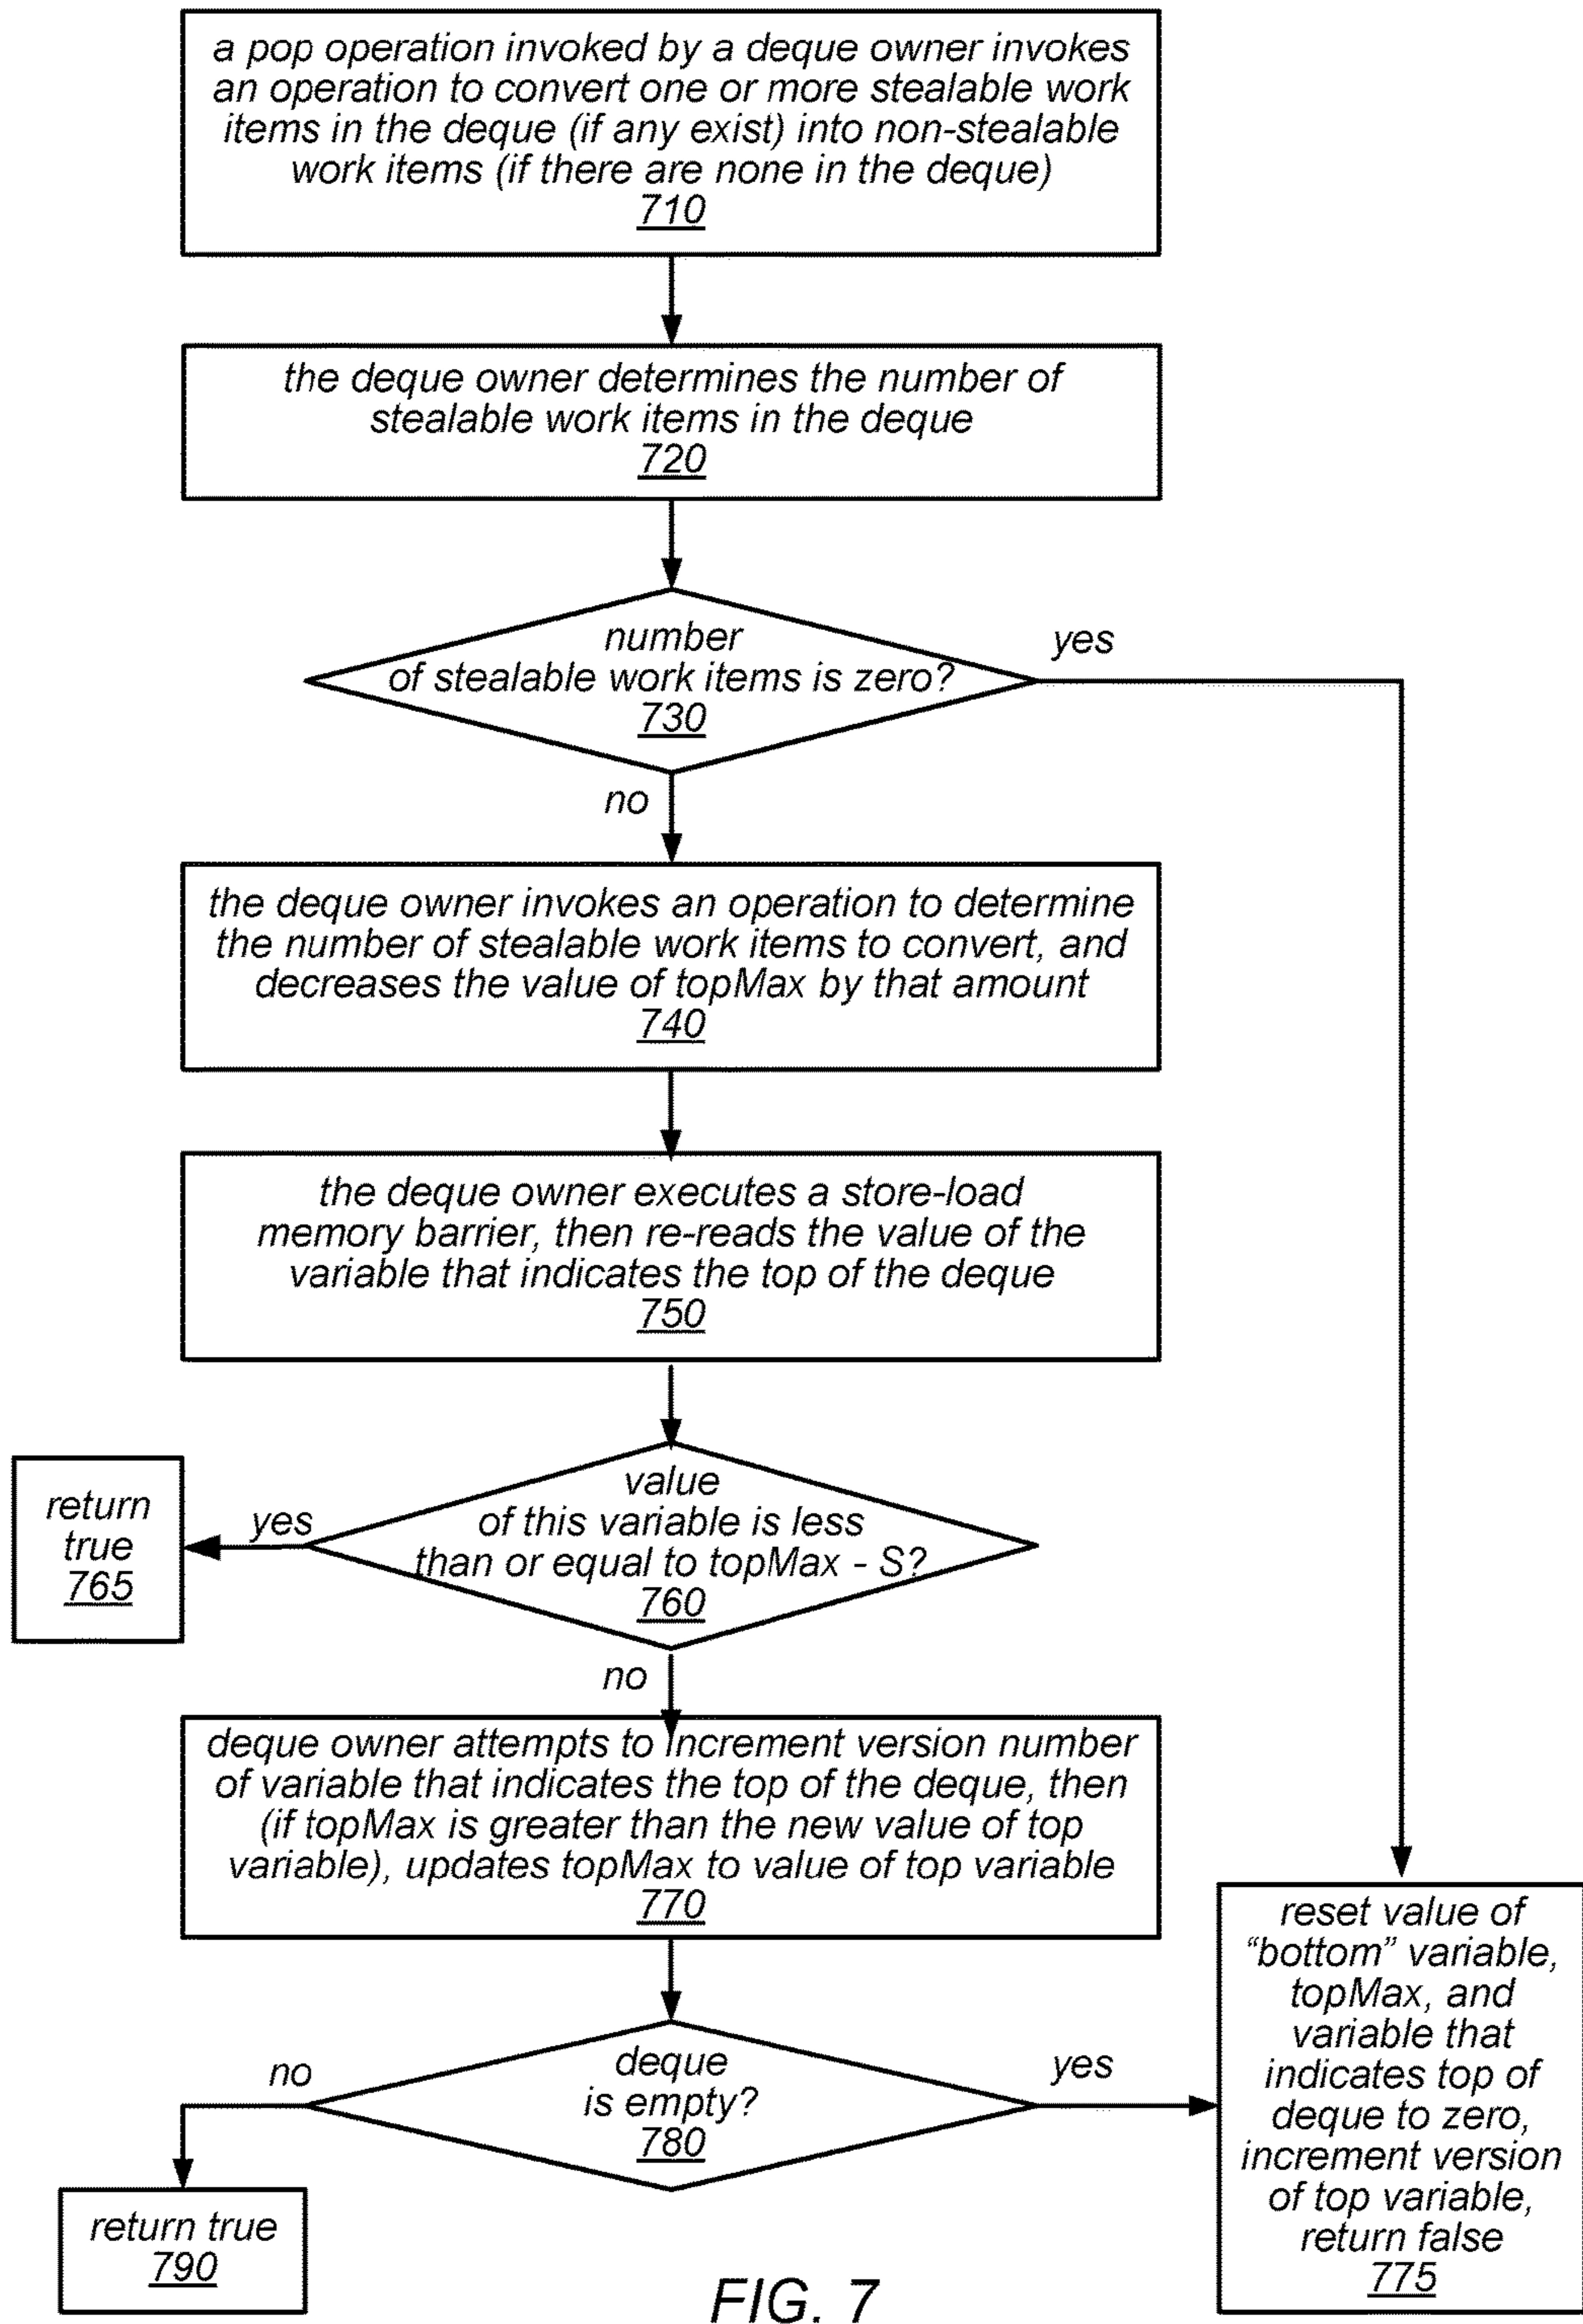 a pop operation invoked by a deque owner invokes
an operation to convert one or more stealable work
items in the deque (if any exist) into non-stealable
work items (if there are none in the deque)
710
the deque owner determines the number of
stealable work items in the deque
720
number
of stealable work items is zero?
730
yes
no
the deque owner invokes an operation to determine
the number of stealable work items to convert, and
decreases the value of topMax by that amount
740
the deque owner executes a store-load
memory barrier, then re-reads the value of the
variable that indicates the top of the deque
750
value
of this variable is less
than or equal to topMax - S?
760
yes
return
true
765
no
deque owner attempts to increment version number
of variable that indicates the top of the deque, then
(if topMax is greater than the new value of top
variable), updates topMax to value of top variable
770
deque
is empty?
780
no
yes
return true
790
reset value of
“bottom” variable,
topMax, and
variable that
indicates top of
deque to zero,
increment version
of top variable,
return false
775
FIG. 7